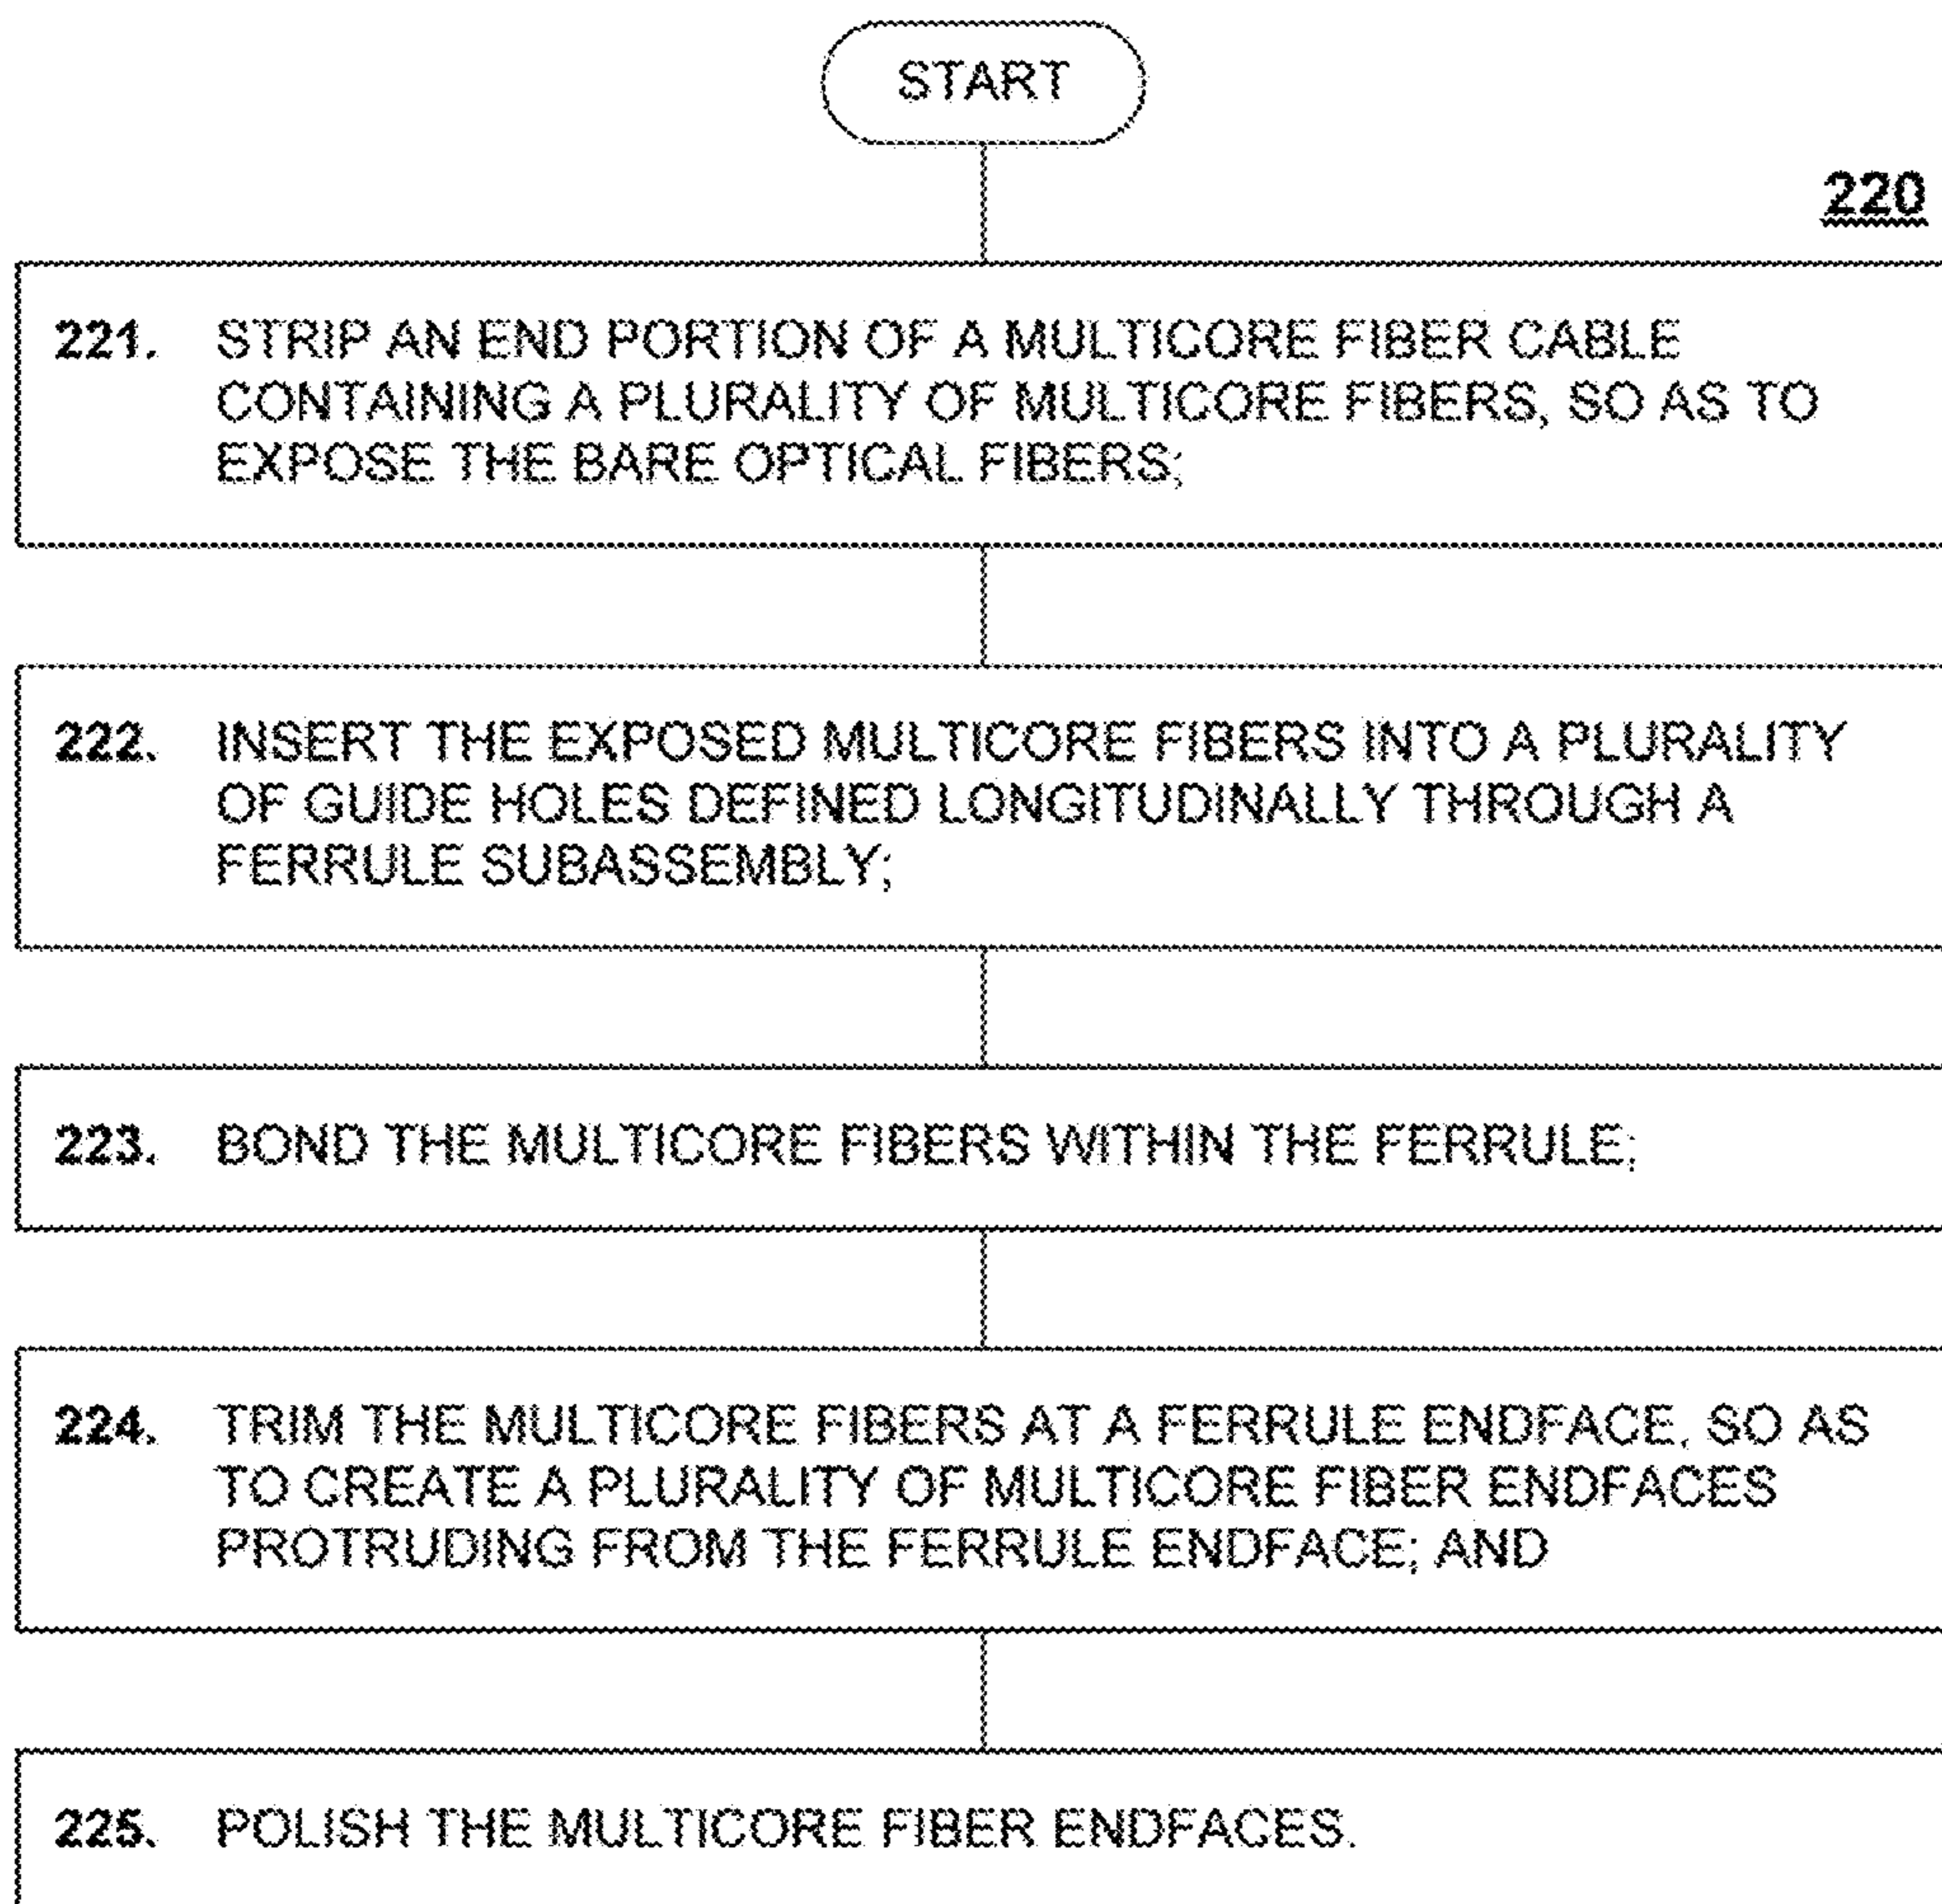 START
220
221. STRIP AN END PORTION OF A MULTICORE FIBER CABLE
CONTAINING A PLURALITY OF MULTICORE FIBERS, SO AS TO
EXPOSE THE BARE OPTICAL FIBERS;
222. INSERT THE EXPOSED MULTICORE FIBERS INTO A PLURALITY
OF GUIDE HOLES DEFINED LONGITUDINALLY THROUGH A
FERRULE SUBASSEMBLY;
223. BOND THE MULTICORE FIBERS WITHIN THE FERRULE;
224. TRIM THE MULTICORE FIBERS AT A FERRULE ENDFACE, SO AS
TO CREATE A PLURALITY OF MULTICORE FIBER ENDFACES
PROTRUDING FROM THE FERRULE ENDFACE; AND
225. POLISH THE MULTICORE FIBER ENDFACES.